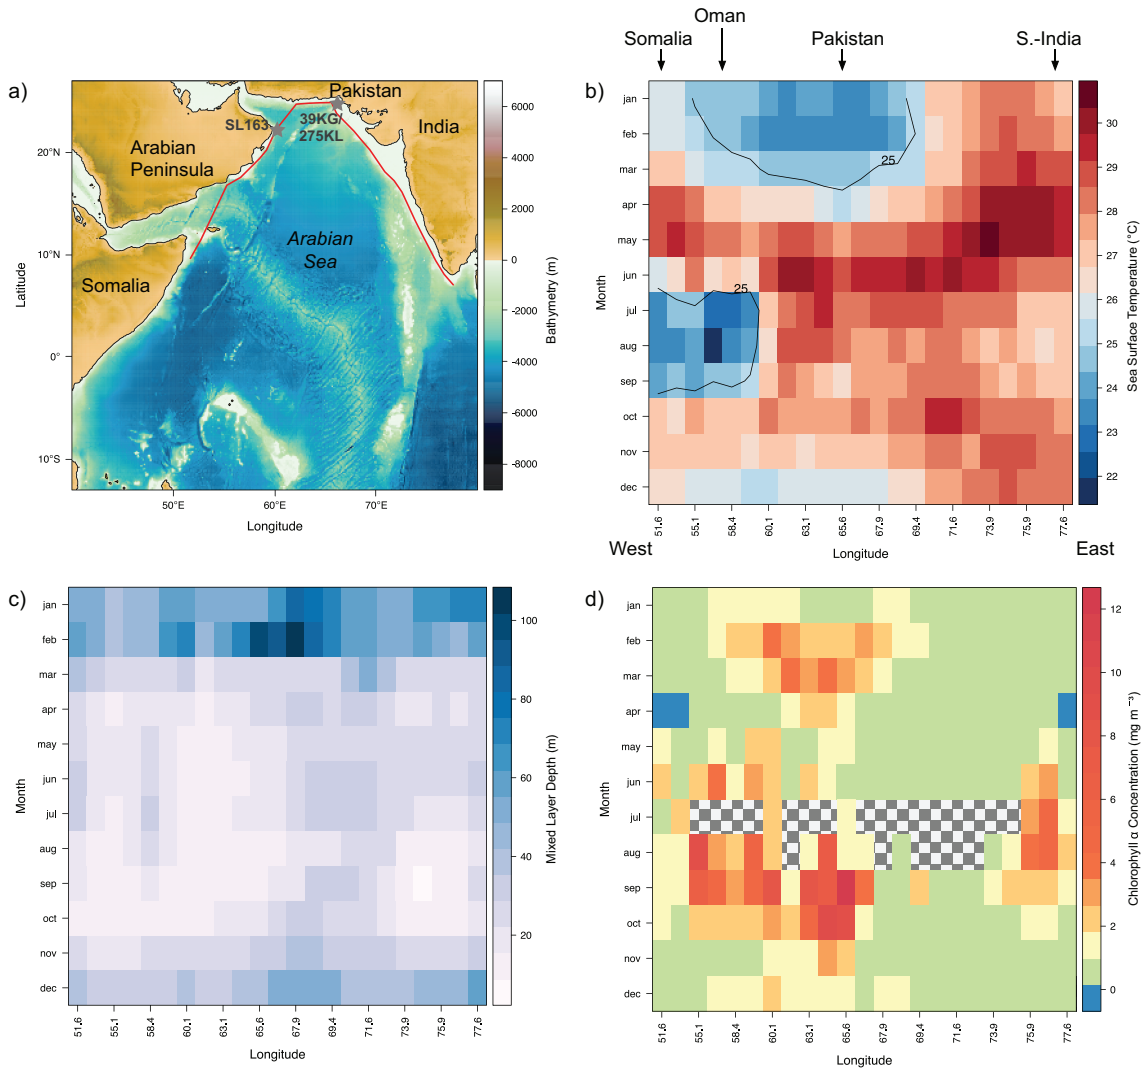 Oman
Somalia
Pakistan
S.-India
a)
Pakistan
SL163
39KG/
275KL
India
Arabian
Peninsula
Arabian
Sea
Somalia
20°N
10°N
0°
10°S
Latitude
50°E
60°E
70°E
Longitude
6000
4000
2000
0
-2000
-4000
-6000
-8000
Bathymetry (m)
b)
jan
feb
mar
apr
may
jun
jul
aug
sep
oct
nov
dec
Month
25
25
51.6
55.1
58.4
60.1
63.1
65.6
67.9
69.4
71.6
73.9
75.9
77.6
West
Longitude
East
30
29
28
27
26
25
24
23
22
Sea Surface Temperature (°C)
c)
jan
feb
mar
apr
may
jun
jul
aug
sep
oct
nov
dec
Month
51.6
55.1
58.4
60.1
63.1
65.6
67.9
69.4
71.6
73.9
75.9
77.6
Longitude
100
80
60
40
20
Mixed Layer Depth (m)
d)
jan
feb
mar
apr
may
jun
jul
aug
sep
oct
nov
dec
Month
51.6
55.1
58.4
60.1
63.1
65.6
67.9
69.4
71.6
73.9
75.9
77.6
Longitude
12
10
8
6
4
2
0
Chlorophyll α Concentration (mg m⁻³)